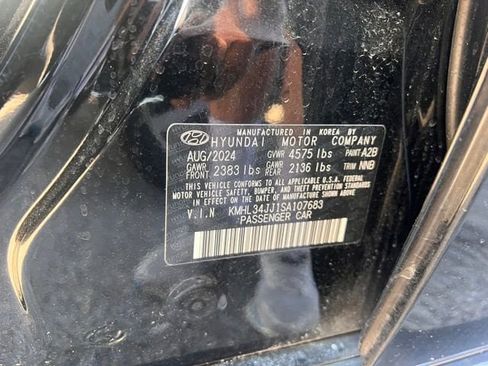 MANUFACTURED IN KOREA BY
HYUNDAI MOTOR COMPANY
AUG/2024 GVWR 4575 lbs PAINT A2B
GAWR FRONT 2383 lbs GAWR REAR 2136 lbs TRIM NNB
THIS VEHICLE CONFORMS TO ALL APPLICABLE U.S.A. FEDERAL
MOTOR VEHICLE SAFETY, BUMPER, AND THEFT PREVENTION
STANDARDS IN EFFECT ON THE DATE OF MANUFACTURE SHOWN ABOVE.
V.I.N KMHL34JJ1SA107683
PASSENGER CAR